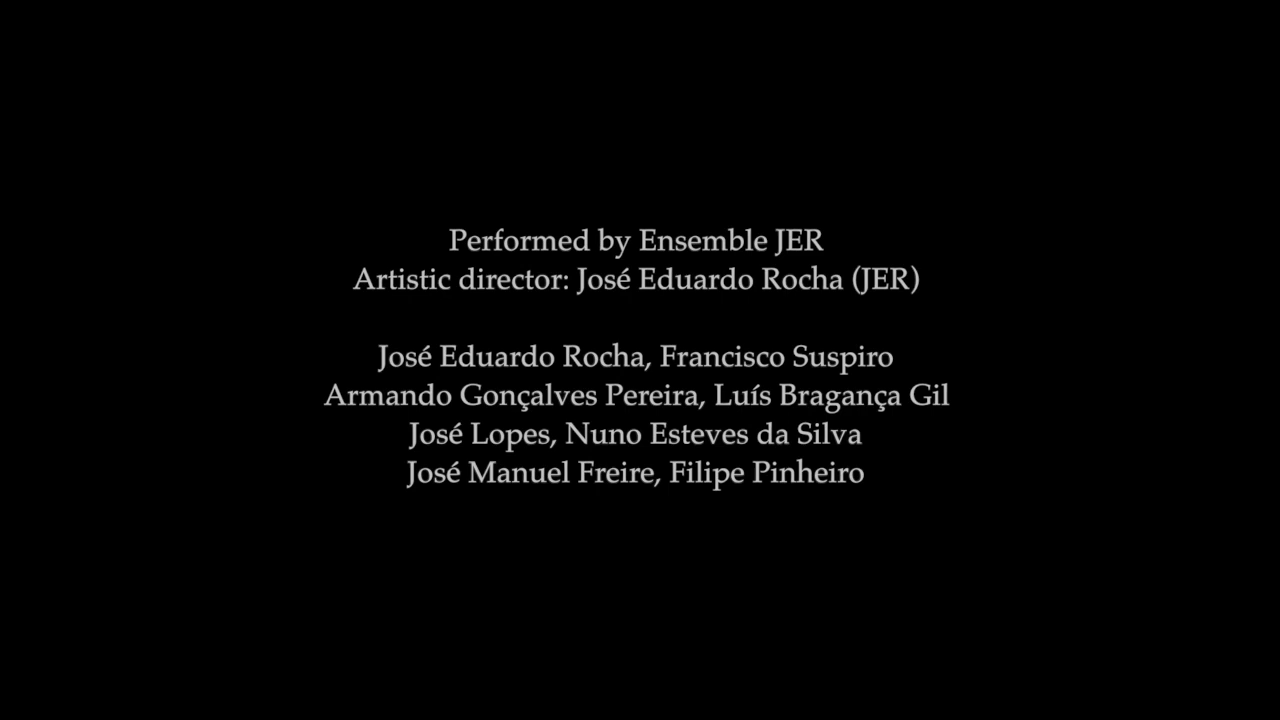 Performed by Ensemble JER
Artistic director: José Eduardo Rocha (JER)
José Eduardo Rocha, Francisco Suspiro
Armando Gonçalves Pereira, Luís Bragança Gil
José Lopes, Nuno Esteves da Silva
José Manuel Freire, Filipe Pinheiro